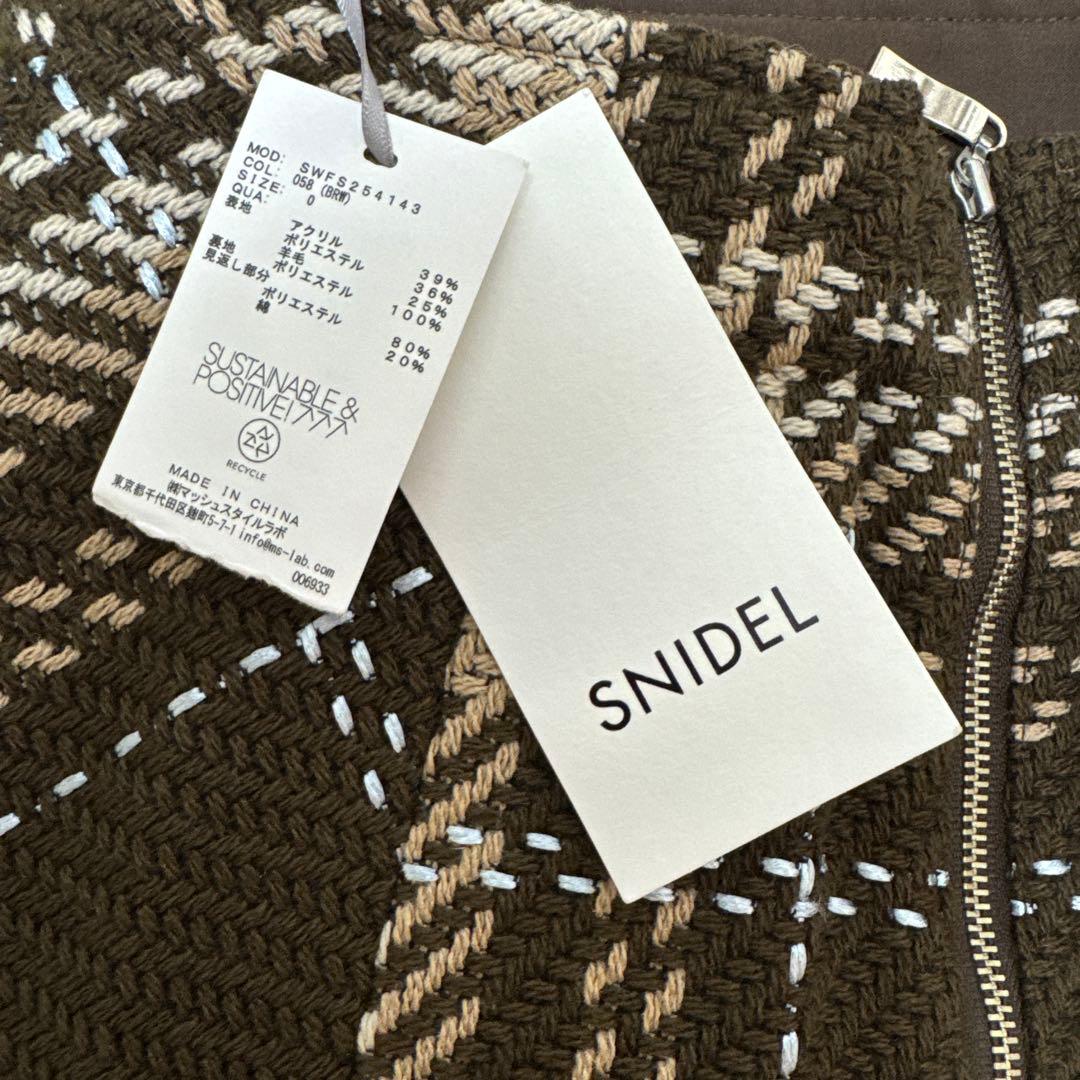 MOD: SWFS254143
COL: 058 (BRW)
SIZE: 0
QUA:
表地
アクリル 39%
ポリエステル 36%
羊毛 25%
裏地 ポリエステル 100%
見返し部分
ポリエステル 80%
綿 20%
SUSTAINABLE &
POSITIVE!
RECYCLE
MADE IN CHINA
㈱マッシュスタイルラボ
東京都千代田区麹町5-7-1 info@ms-lab.com
006933
SNIDEL